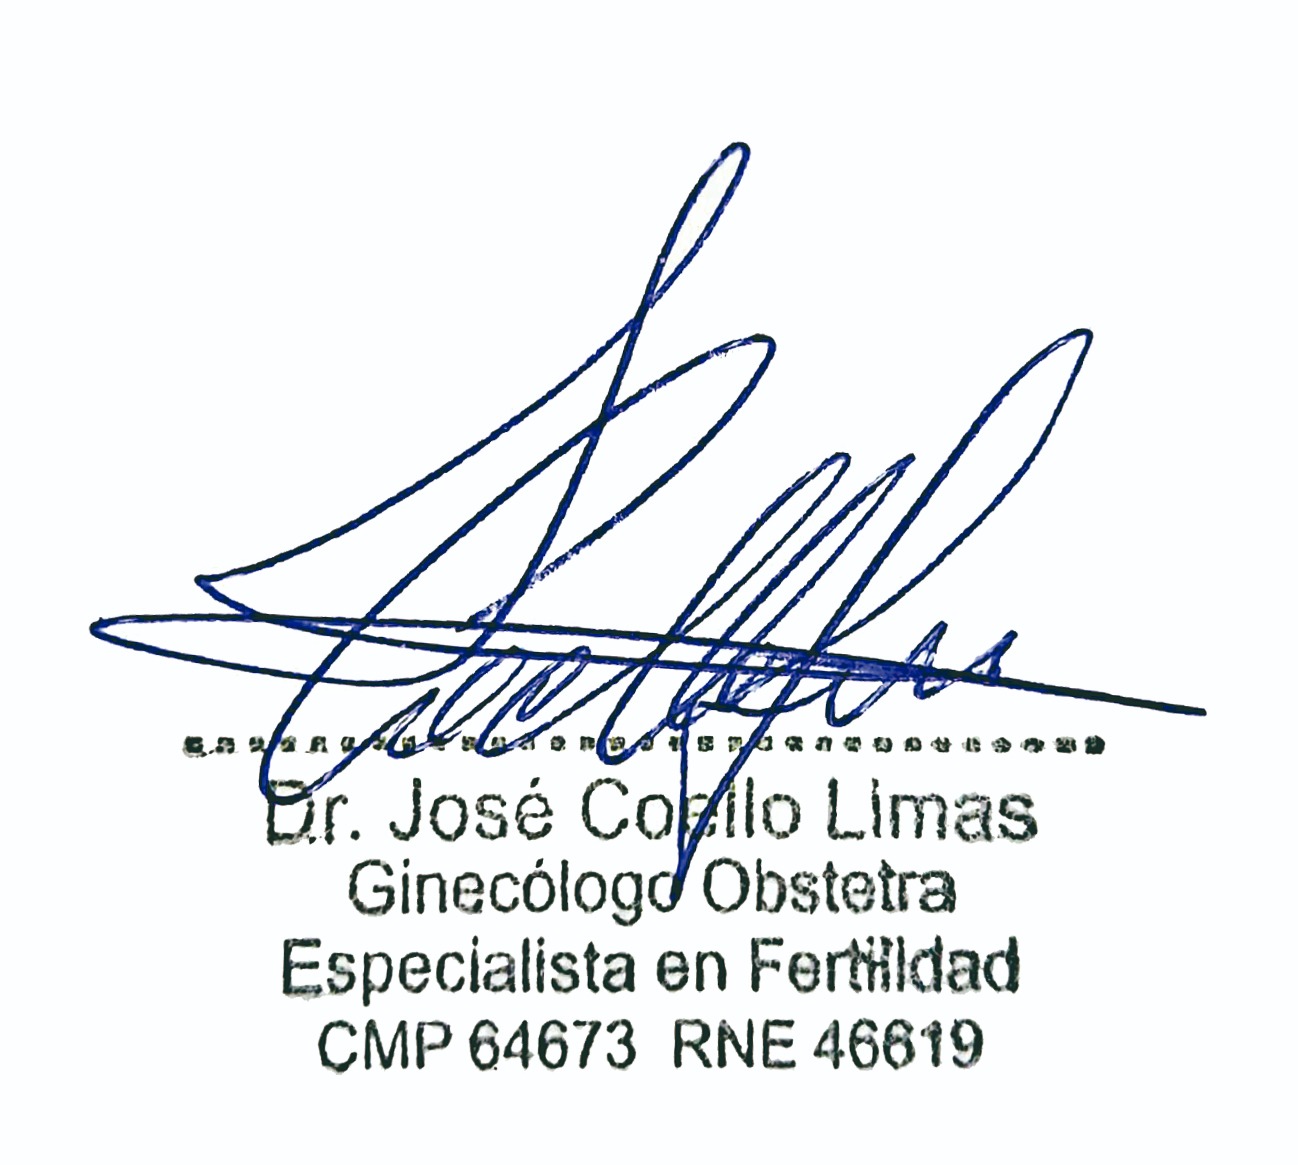 Dr. José Coello Limas
Ginecólogo Obstetra
Especialista en Fertilidad
CMP 64673 RNE 46619